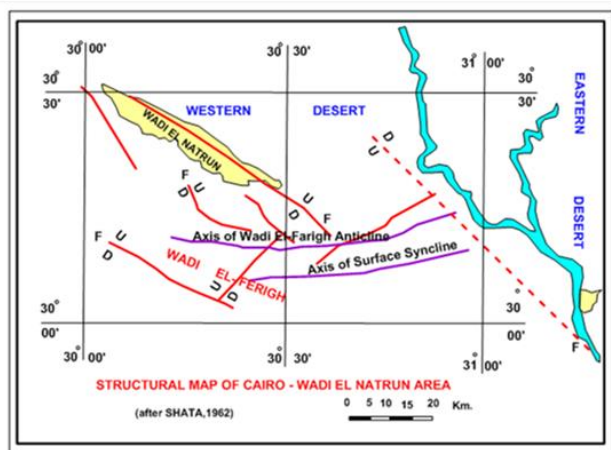 30° 00'
30° 30'
31° 00'
30°
30'
WESTERN DESERT
EASTERN
DESERT
WADI EL NATRUN
D
U
F U
D
U
D F
F U
D
Axis of Wadi El-Farigh Anticline
Axis of Surface Syncline
WADI EL-FERIGH
U
D
30°
00'
30
30'
00'
F
30° 00'
30° 30'
31° 00'
STRUCTURAL MAP OF CAIRO - WADI EL NATRUN AREA
(after SHATA,1962)
0 5 10 15 20 Km.